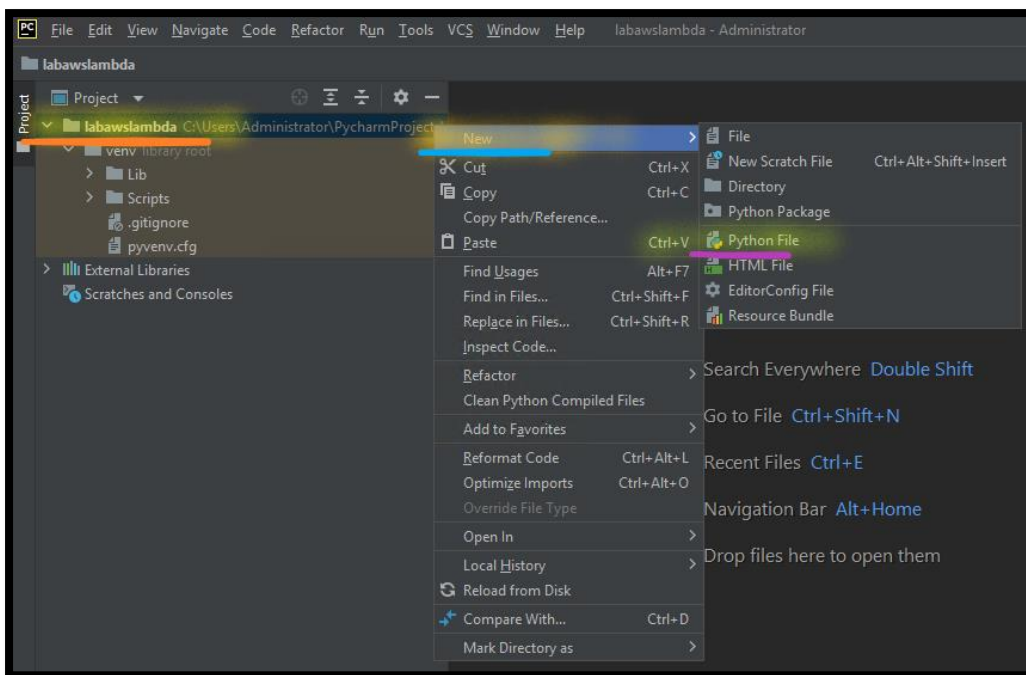 PC File Edit View Navigate Code Refactor Run Tools VCS Window Help labawslambda - Administrator
labawslambda
Project
Project
labawslambda C:\Users\Administrator\PycharmProject
venv library root
Lib
Scripts
.gitignore
pyvenv.cfg
External Libraries
Scratches and Consoles
New
Cut Ctrl+X
Copy Ctrl+C
Copy Path/Reference...
Paste Ctrl+V
Find Usages Alt+F7
Find in Files... Ctrl+Shift+F
Replace in Files... Ctrl+Shift+R
Inspect Code...
Refactor
Clean Python Compiled Files
Add to Favorites
Reformat Code Ctrl+Alt+L
Optimize Imports Ctrl+Alt+O
Override File Type
Open In
Local History
Reload from Disk
Compare With... Ctrl+D
Mark Directory as
File
New Scratch File Ctrl+Alt+Shift+Insert
Directory
Python Package
Python File
HTML File
EditorConfig File
Resource Bundle
Search Everywhere Double Shift
Go to File Ctrl+Shift+N
Recent Files Ctrl+E
Navigation Bar Alt+Home
Drop files here to open them